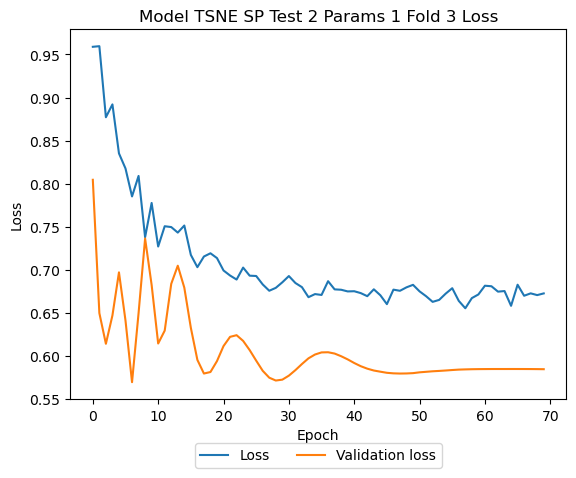 Model TSNE SP Test 2 Params 1 Fold 3 Loss
0.95
0.90
0.85
0.80
0.75
0.70
0.65
0.60
0.55
Loss
0 10 20 30 40 50 60 70
Epoch
Loss Validation loss